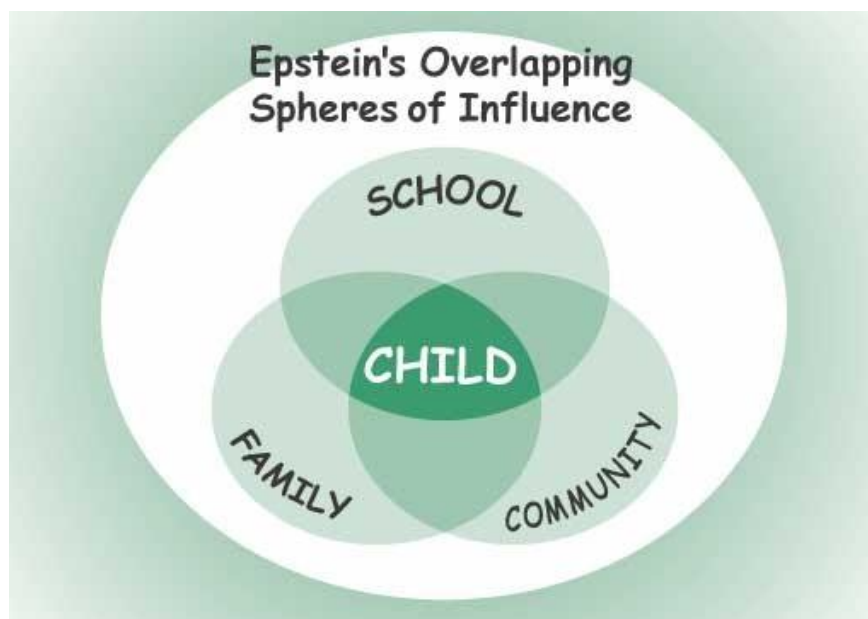 Epstein's Overlapping
Spheres of Influence
SCHOOL
CHILD
FAMILY
COMMUNITY